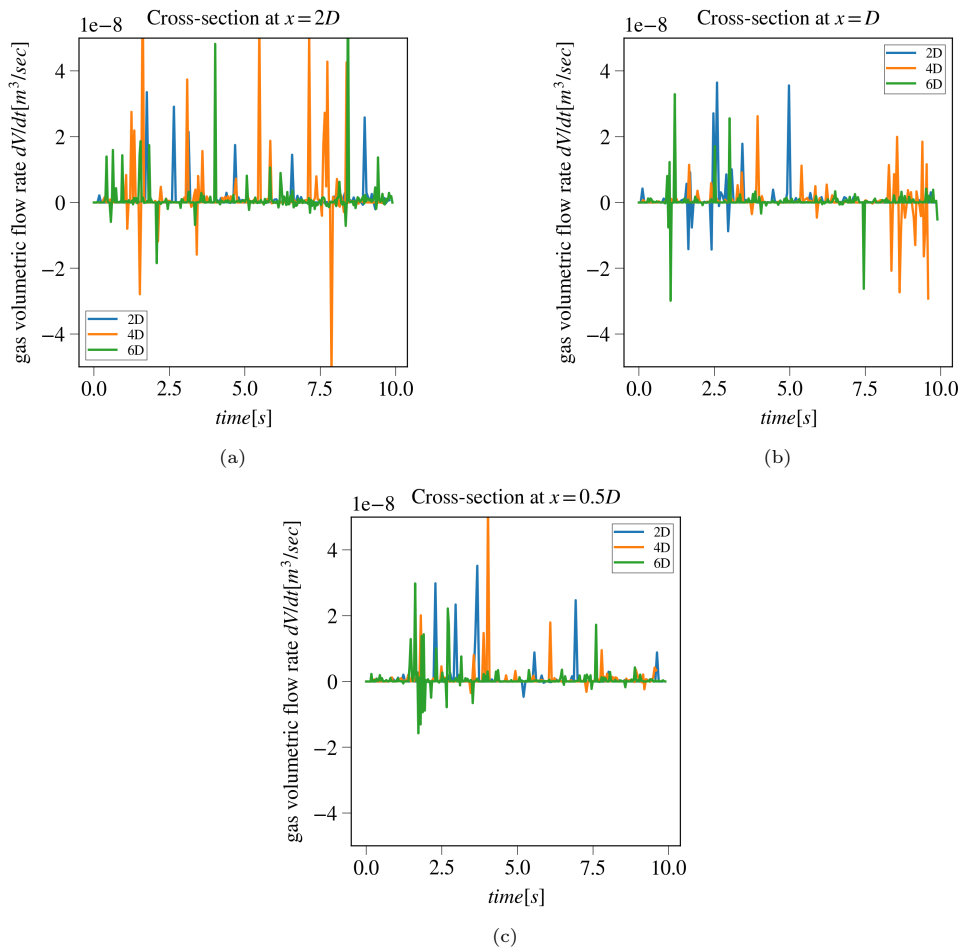 Cross-section at x = 2D
1e−8
gas volumetric flow rate dV/dt[m³/sec]
4
2
0
−2
−4
2D
4D
6D
0.0 2.5 5.0 7.5 10.0
time[s]
(a)
Cross-section at x = D
1e−8
gas volumetric flow rate dV/dt[m³/sec]
4
2
0
−2
−4
2D
4D
6D
0.0 2.5 5.0 7.5 10.0
time[s]
(b)
Cross-section at x = 0.5D
1e−8
gas volumetric flow rate dV/dt[m³/sec]
4
2
0
−2
−4
2D
4D
6D
0.0 2.5 5.0 7.5 10.0
time[s]
(c)